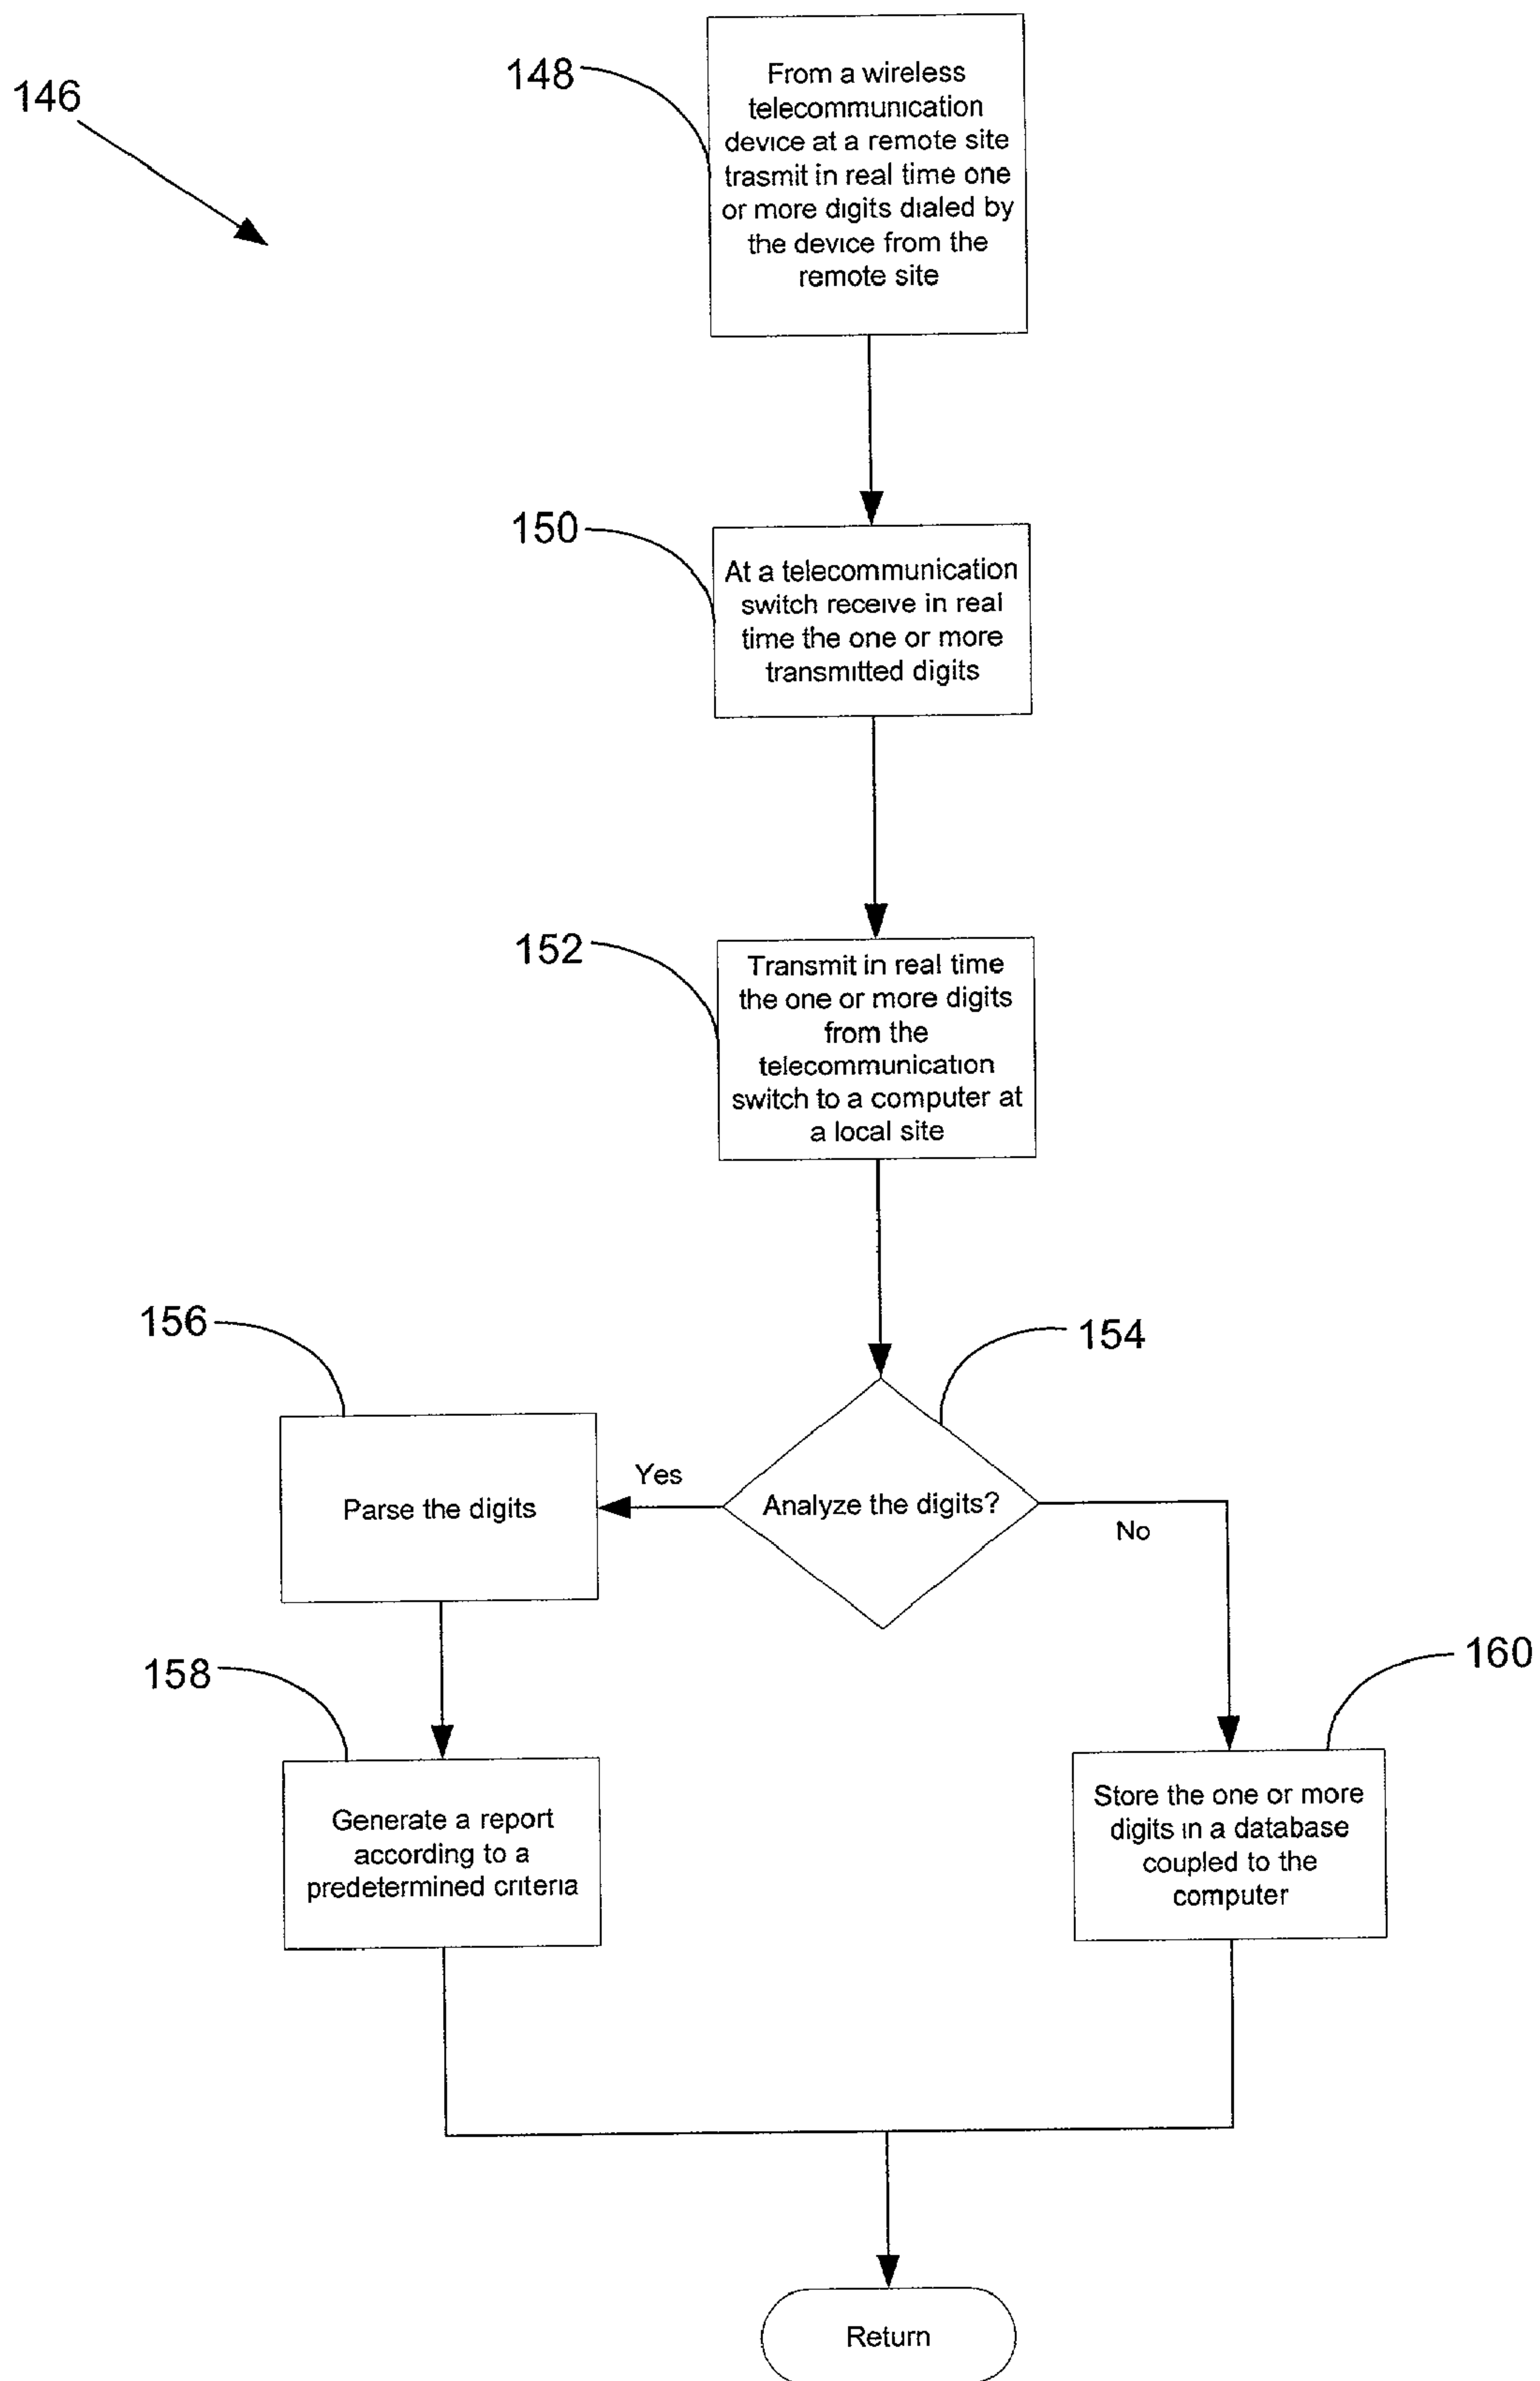 146
148
From a wireless
telecommunication
device at a remote site
trasmit in real time one
or more digits dialed by
the device from the
remote site
150
At a telecommunication
switch receive in real
time the one or more
transmitted digits
152
Transmit in real time
the one or more digits
from the
telecommunication
switch to a computer at
a local site
154
Analyze the digits?
Yes
No
156
Parse the digits
158
Generate a report
according to a
predetermined criteria
160
Store the one or more
digits in a database
coupled to the
computer
Return